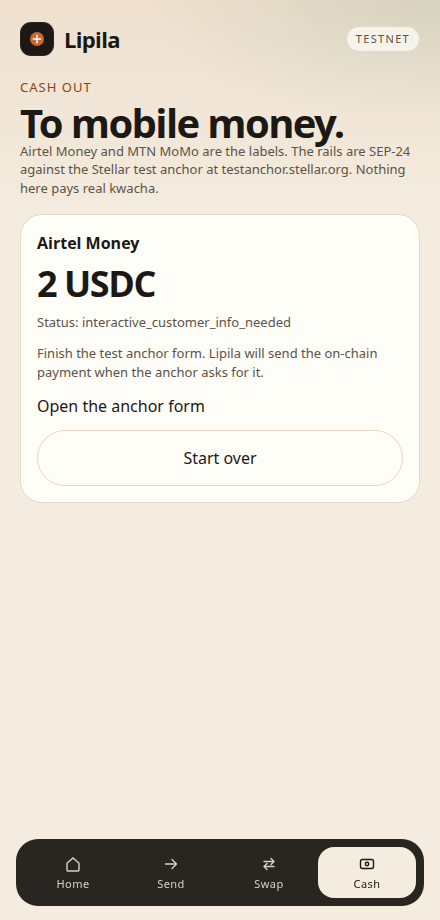 Lipila
TESTNET
CASH OUT
To mobile money.
Airtel Money and MTN MoMo are the labels. The rails are SEP-24
against the Stellar test anchor at testanchor.stellar.org. Nothing
here pays real kwacha.
Airtel Money
2 USDC
Status: interactive_customer_info_needed
Finish the test anchor form. Lipila will send the on-chain
payment when the anchor asks for it.
Open the anchor form
Start over
Home
Send
Swap
Cash